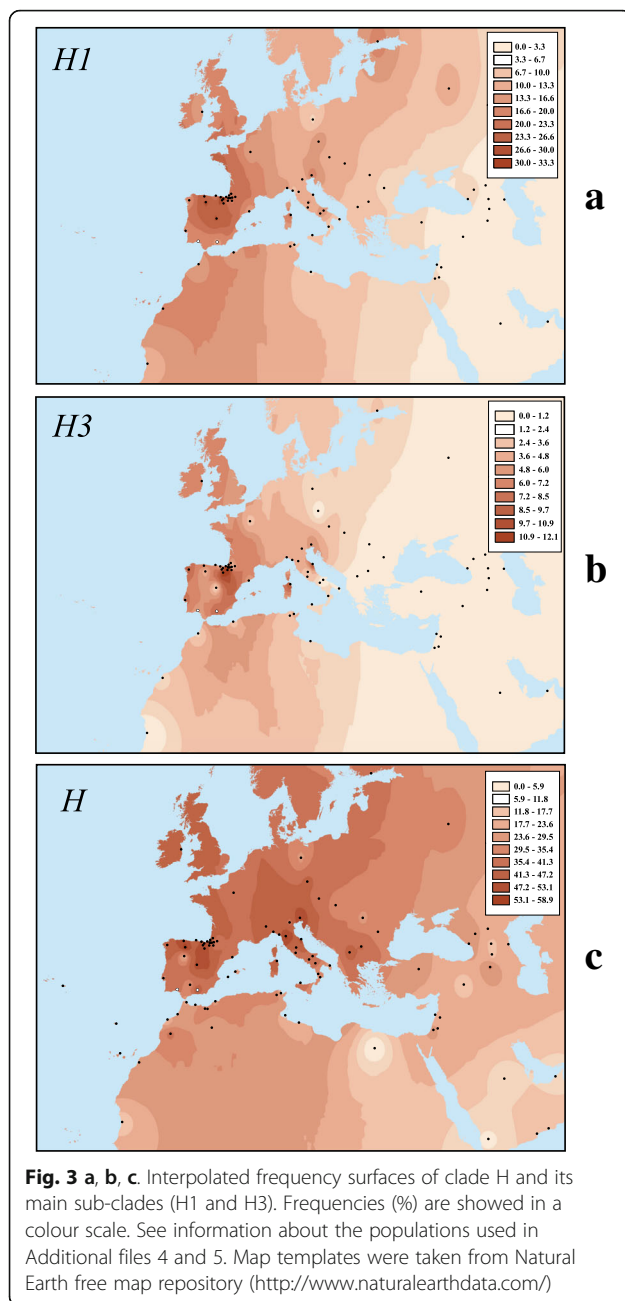 H1
0.0 - 3.3
3.3 - 6.7
6.7 - 10.0
10.0 - 13.3
13.3 - 16.6
16.6 - 20.0
20.0 - 23.3
23.3 - 26.6
26.6 - 30.0
30.0 - 33.3
a
H3
0.0 - 1.2
1.2 - 2.4
2.4 - 3.6
3.6 - 4.8
4.8 - 6.0
6.0 - 7.2
7.2 - 8.5
8.5 - 9.7
9.7 - 10.9
10.9 - 12.1
b
H
0.0 - 5.9
5.9 - 11.8
11.8 - 17.7
17.7 - 23.6
23.6 - 29.5
29.5 - 35.4
35.4 - 41.3
41.3 - 47.2
47.2 - 53.1
53.1 - 58.9
c
Fig. 3 a, b, c. Interpolated frequency surfaces of clade H and its
main sub-clades (H1 and H3). Frequencies (%) are showed in a
colour scale. See information about the populations used in
Additional files 4 and 5. Map templates were taken from Natural
Earth free map repository (http://www.naturalearthdata.com/)